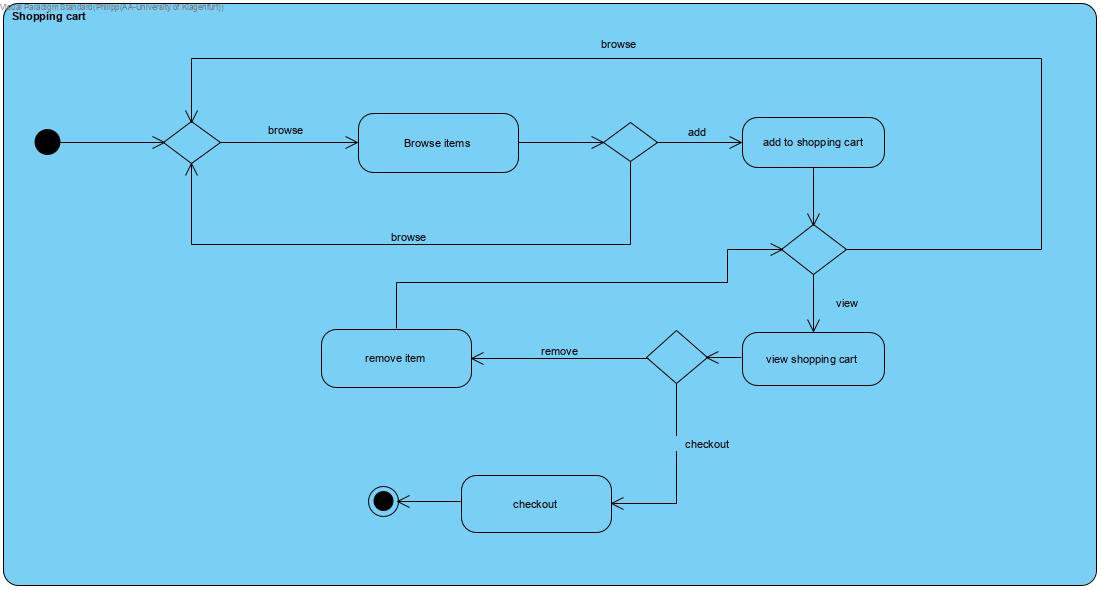 Visual Paradigm Standard(Philipp(AA-University of Klagenfurt))
Shopping cart
browse
browse
Browse items
add
add to shopping cart
browse
view
remove item
remove
view shopping cart
checkout
checkout